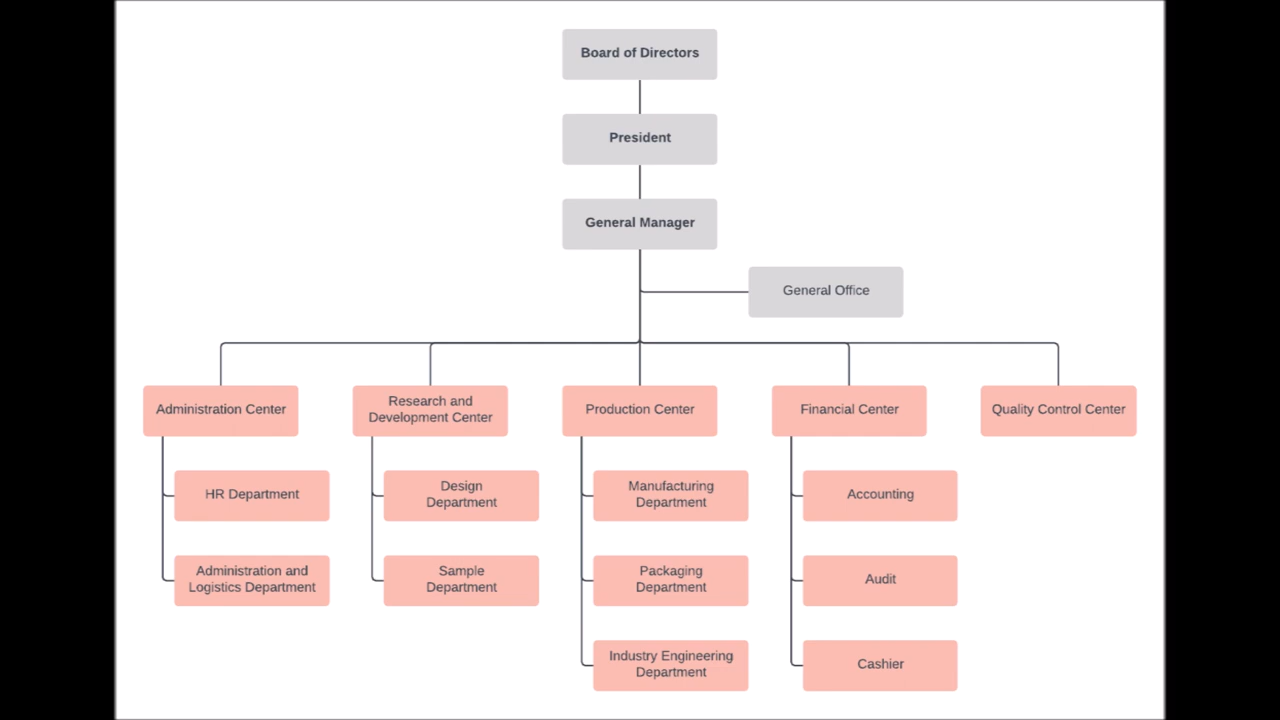 Board of Directors
President
General Manager
General Office
Administration Center
Research and
Development Center
Production Center
Financial Center
Quality Control Center
HR Department
Design
Department
Manufacturing
Department
Accounting
Administration and
Logistics Department
Sample
Department
Packaging
Department
Audit
Industry Engineering
Department
Cashier